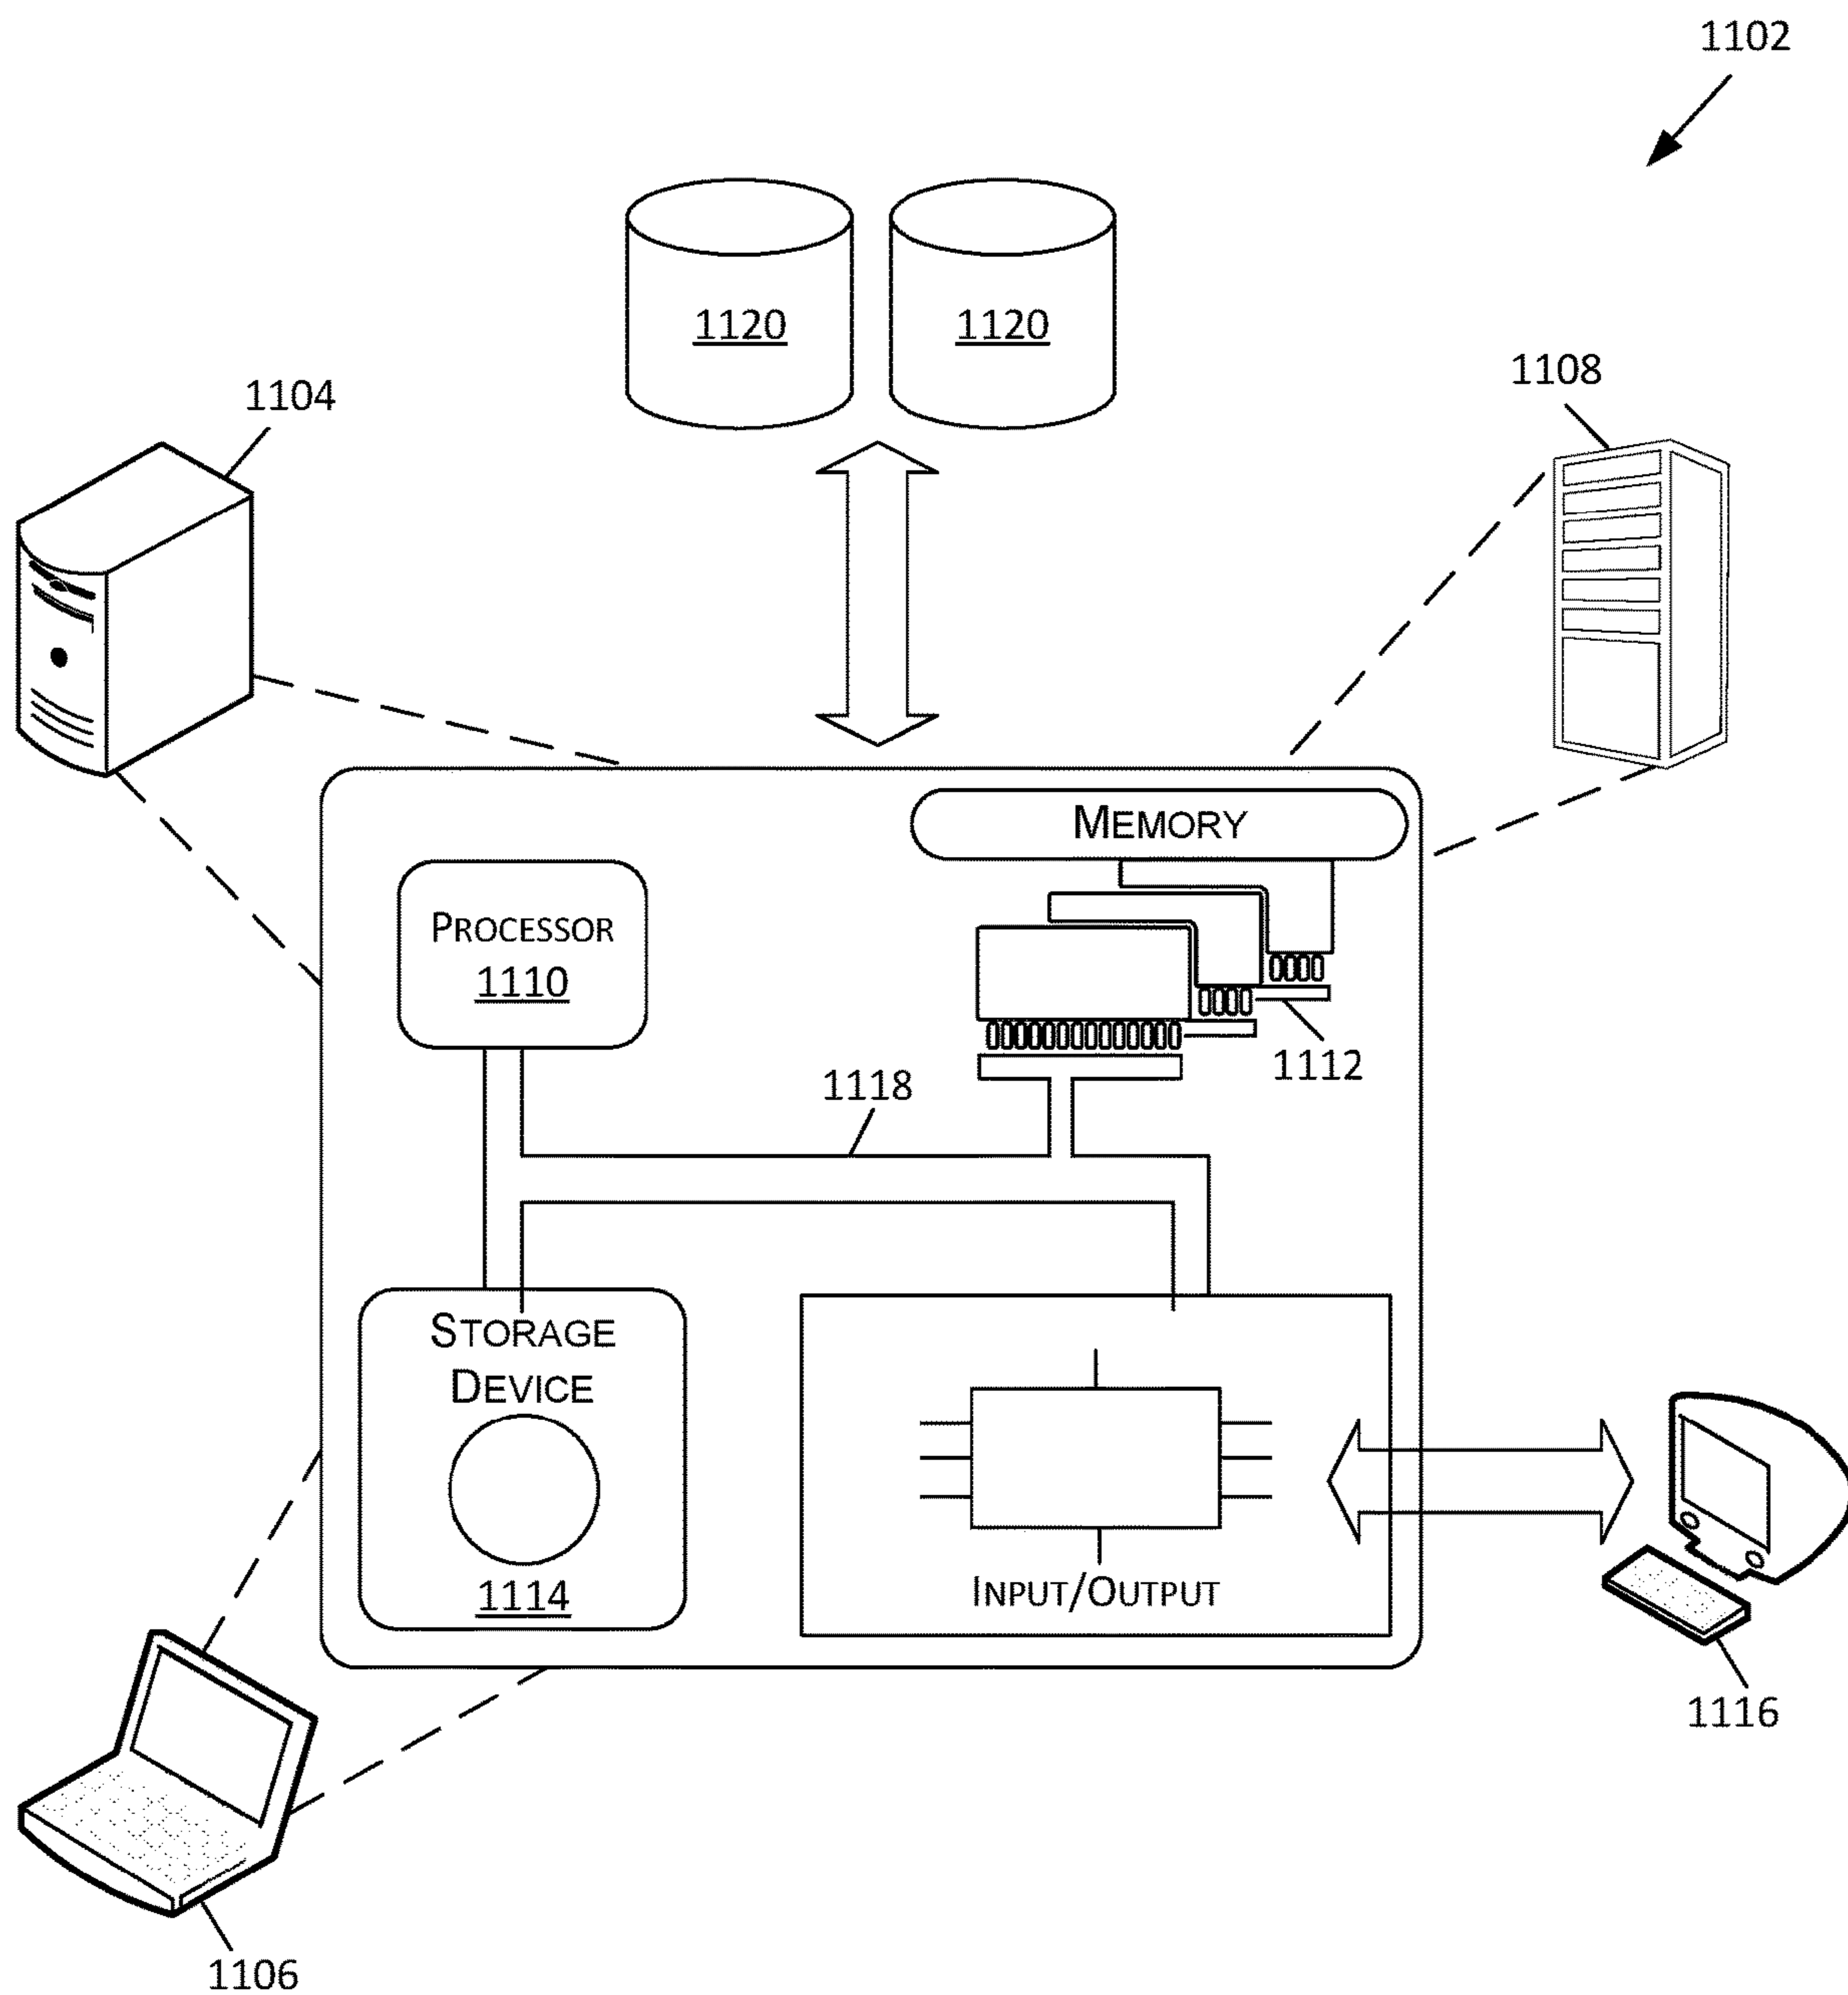 1102
1120
1120
1104
1108
MEMORY
PROCESSOR
1110
1112
1118
STORAGE
DEVICE
1114
INPUT/OUTPUT
1116
1106